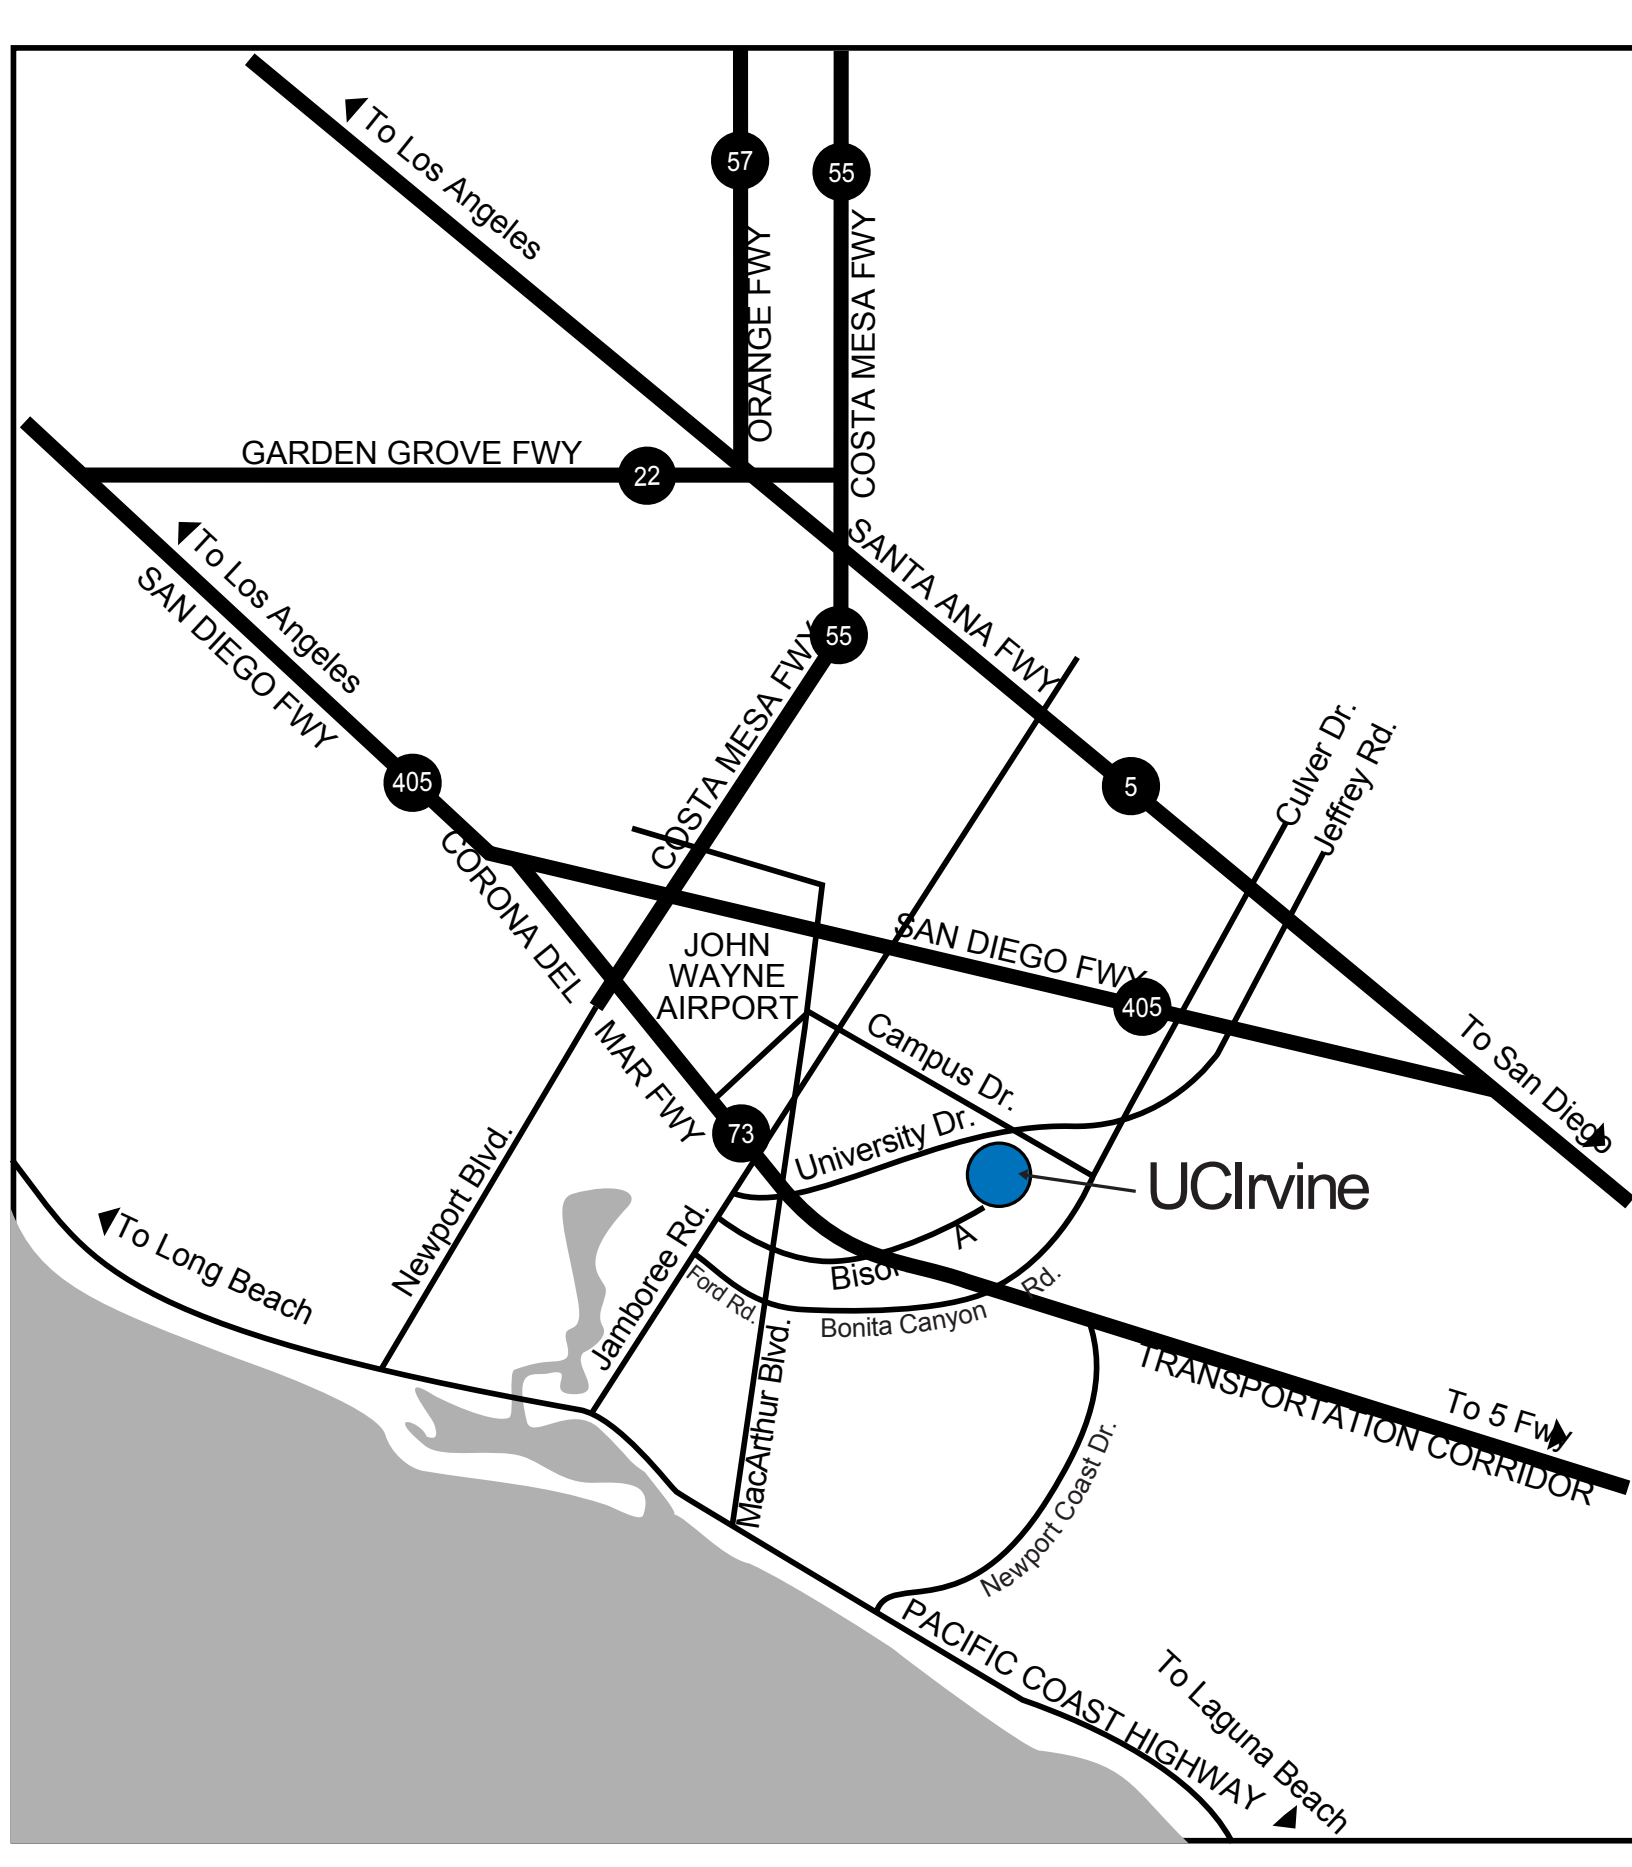 To Los Angeles
57
55
ORANGE FWY
COSTA MESA FWY
GARDEN GROVE FWY
22
To Los Angeles
SAN DIEGO FWY
SANTA ANA FWY
55
COSTA MESA FWY
405
5
Culver Dr.
Jeffrey Rd.
CORONA DEL
MAR FWY
JOHN
WAYNE
AIRPORT
SAN DIEGO FWY
405
Campus Dr.
To San Diego
73
University Dr.
UCIrvine
Newport Blvd.
To Long Beach
Jamboree Rd.
A
Bison
Ford Rd.
Bonita Canyon
Rd.
MacArthur Blvd.
TRANSPORTATION CORRIDOR
To 5 Fwy
Newport Coast Dr.
PACIFIC COAST HIGHWAY
To Laguna Beach